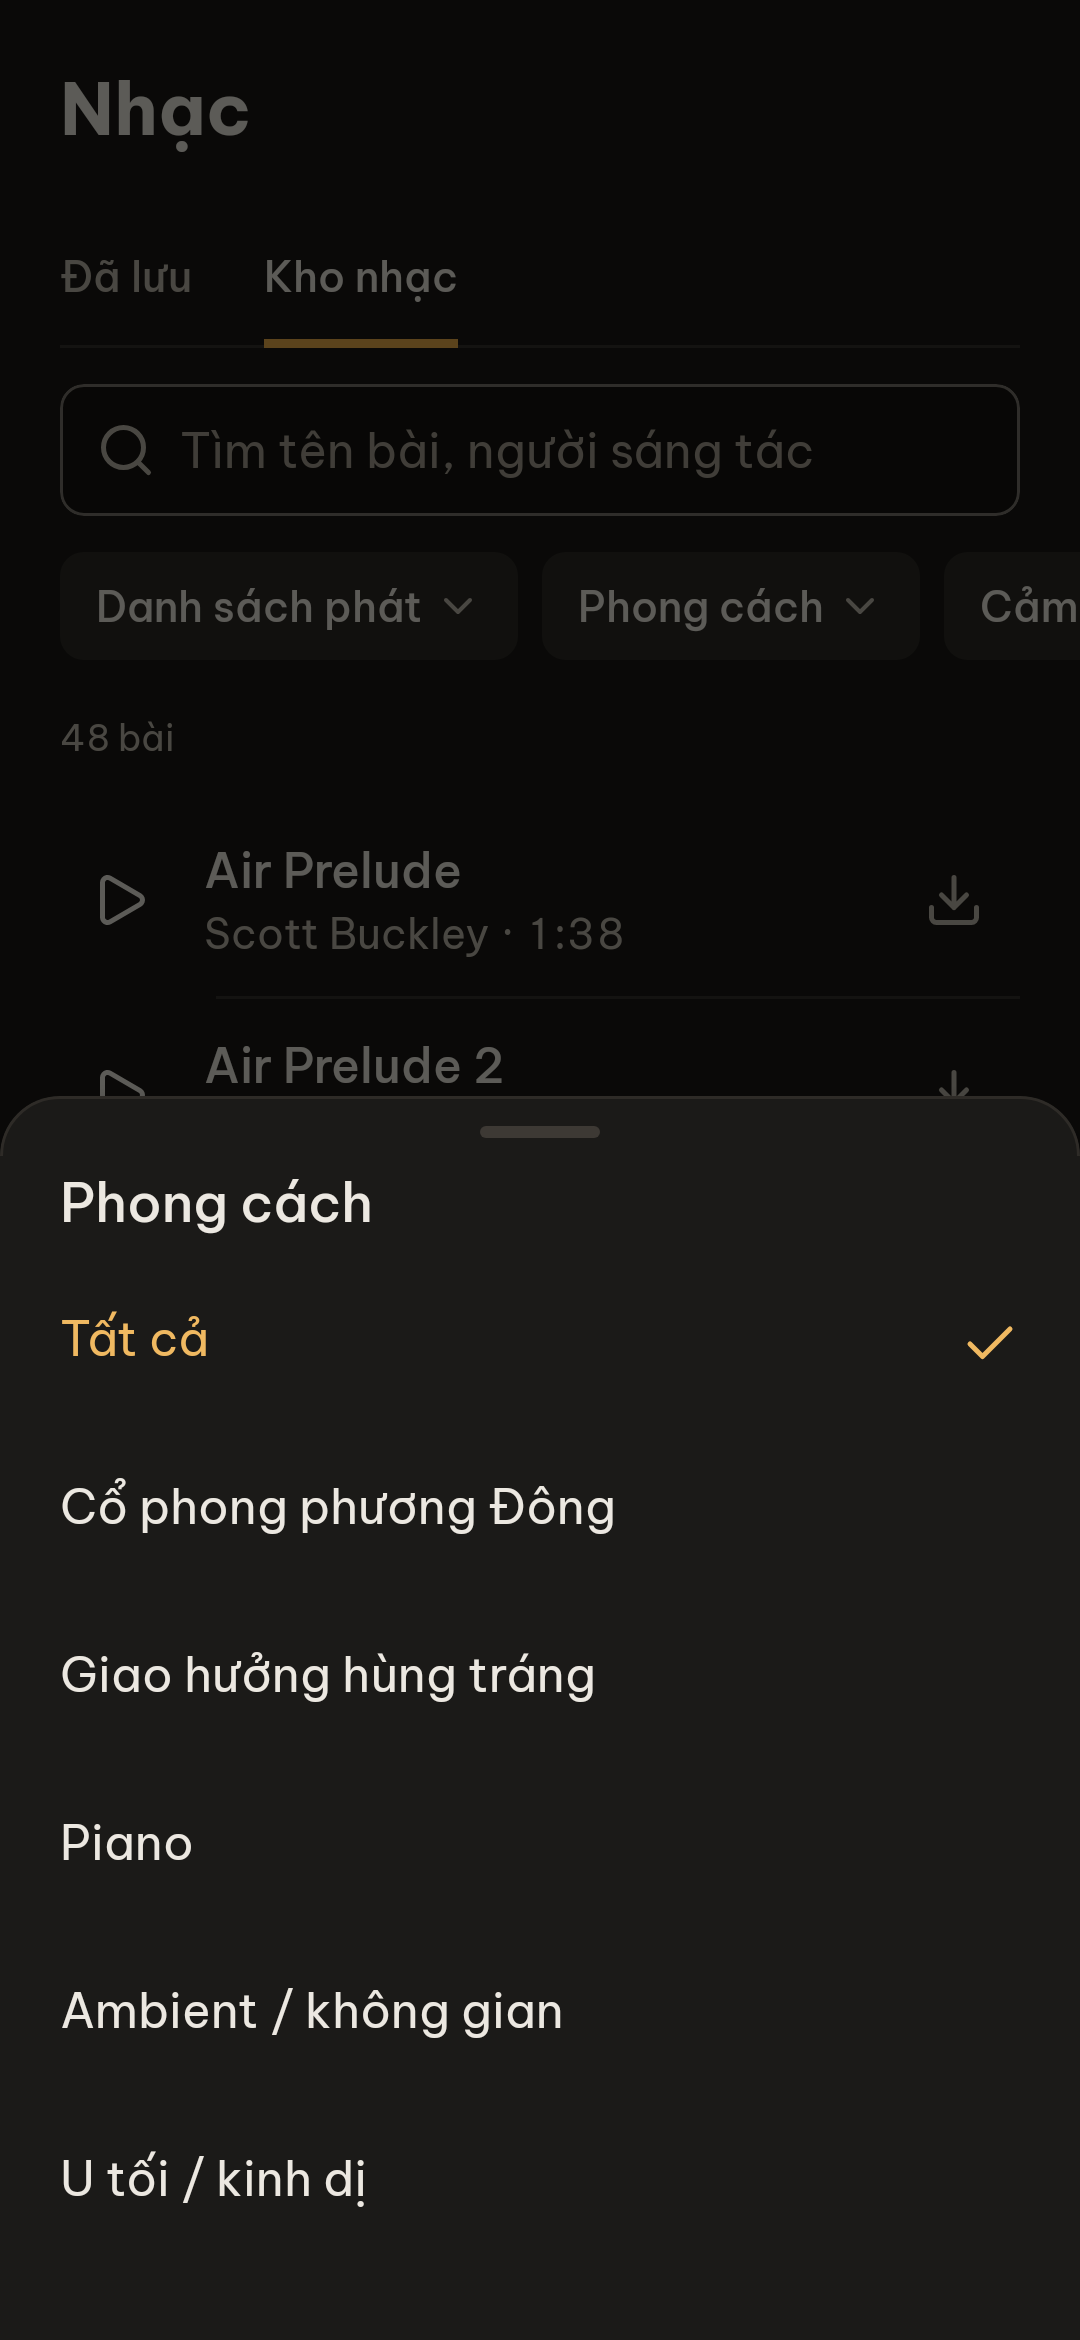 Nhạc
Đã lưu Kho nhạc
Tìm tên bài, người sáng tác
Danh sách phát Phong cách Cảm
48 bài
Air Prelude
Scott Buckley · 1:38
Air Prelude 2
Phong cách
Tất cả
Cổ phong phương Đông
Giao hưởng hùng tráng
Piano
Ambient / không gian
U tối / kinh dị